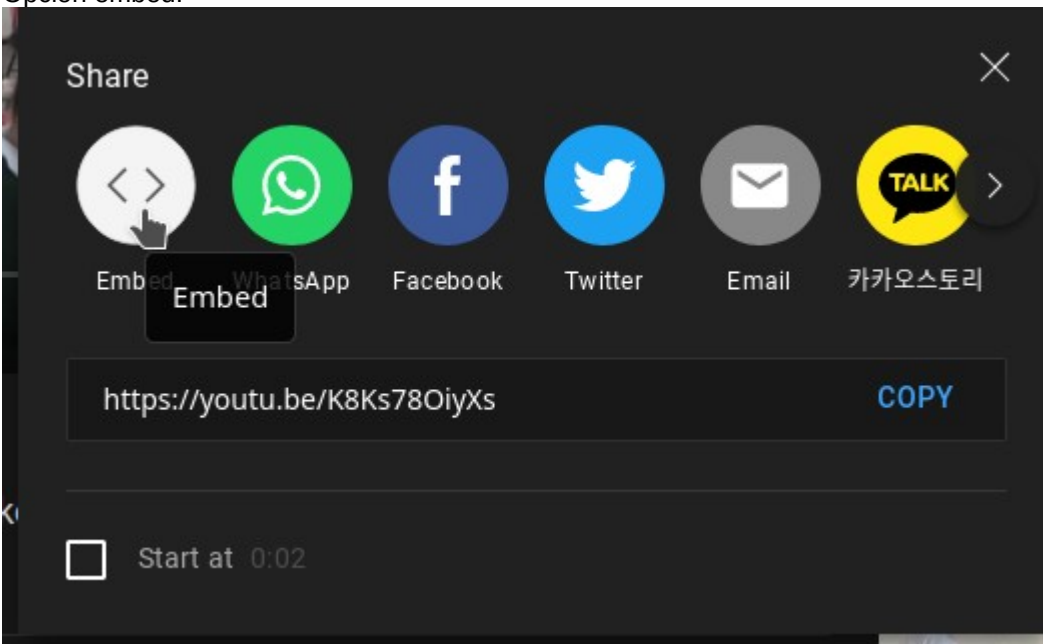 Opción embed:
Share
TALK
Embed WhatsApp Facebook Twitter Email 카카오스토리
Embed
https://youtu.be/K8Ks78OiyXs COPY
Start at 0:02